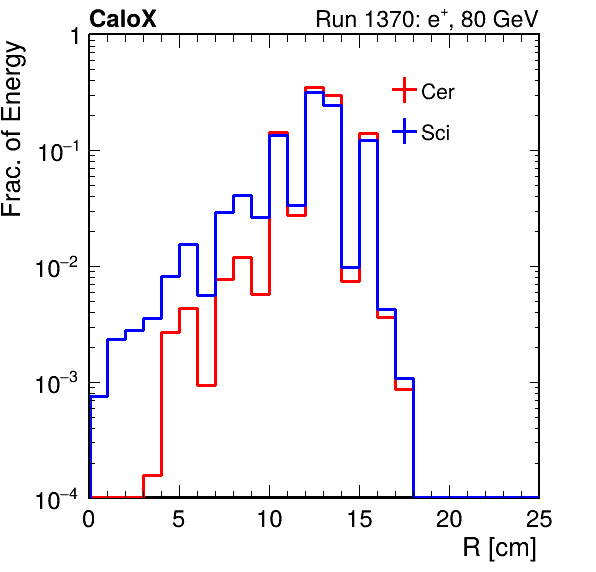 CaloX Run 1370: e⁺, 80 GeV
Frac. of Energy
1
10⁻¹
10⁻²
10⁻³
10⁻⁴
Cer
Sci
0 5 10 15 20 25
R [cm]